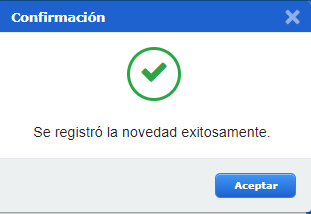 Confirmación
Se registró la novedad exitosamente.
Aceptar